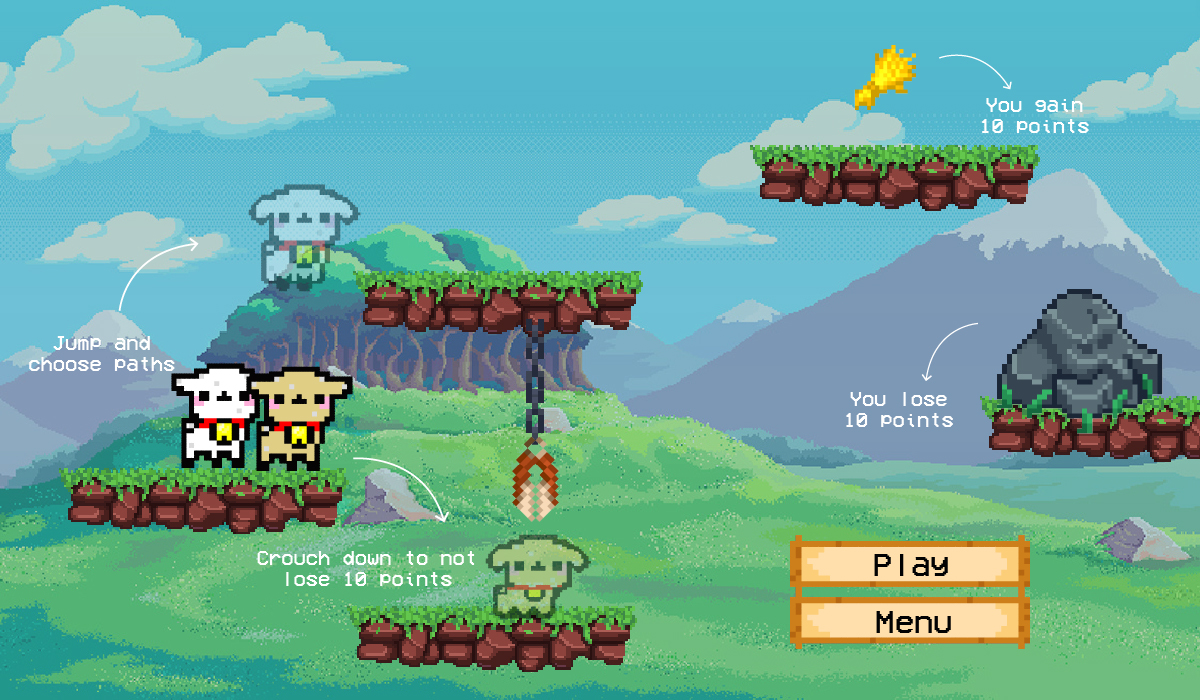 You gain
10 points
Jump and
choose paths
You lose
10 points
Crouch down to not
lose 10 points
Play
Menu